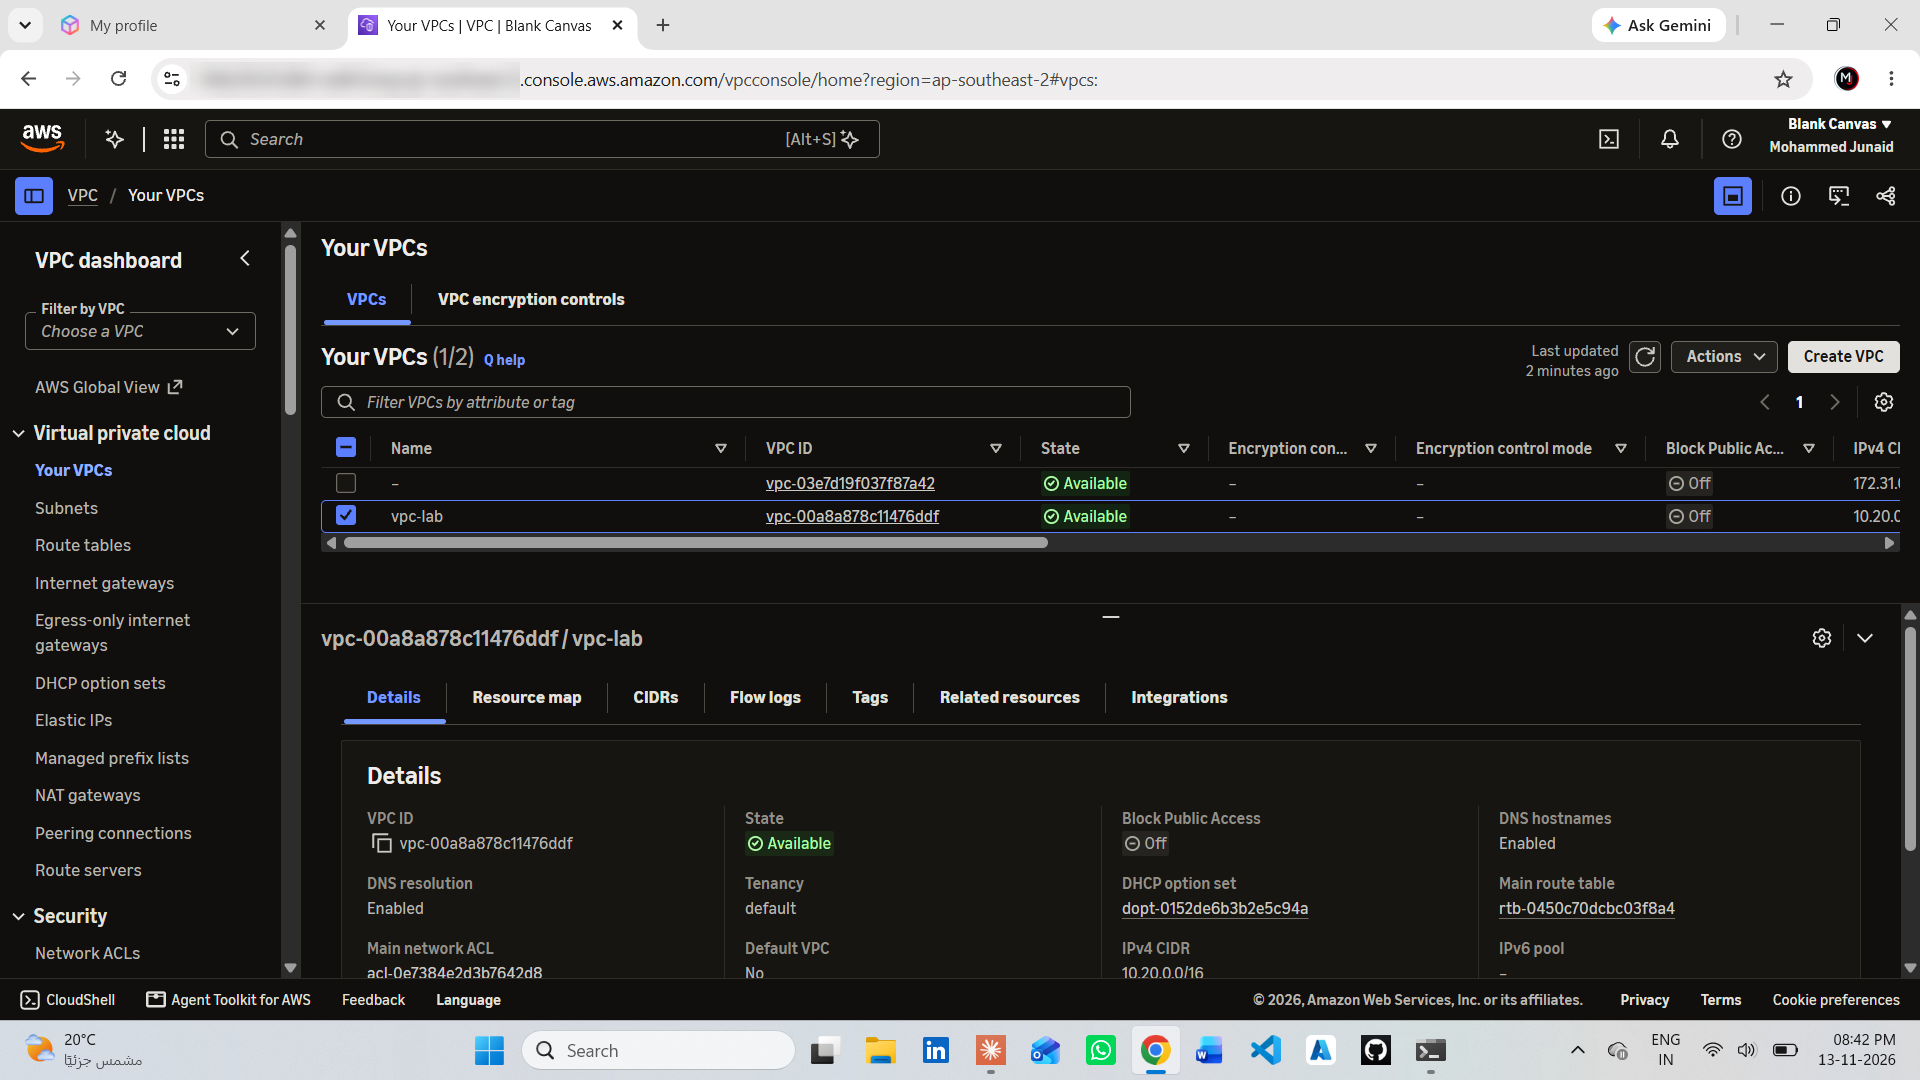 My profile
Your VPCs | VPC | Blank Canvas
Ask Gemini
.console.aws.amazon.com/vpcconsole/home?region=ap-southeast-2#vpcs:
M
aws
Search
[Alt+S]
Blank Canvas
Mohammed Junaid
VPC / Your VPCs
VPC dashboard
Filter by VPC
Choose a VPC
AWS Global View
Virtual private cloud
Your VPCs
Subnets
Route tables
Internet gateways
Egress-only internet
gateways
DHCP option sets
Elastic IPs
Managed prefix lists
NAT gateways
Peering connections
Route servers
Security
Network ACLs
Your VPCs
VPCs
VPC encryption controls
Your VPCs (1/2) Q help
Last updated
2 minutes ago
Actions
Create VPC
Filter VPCs by attribute or tag
1
Name VPC ID State Encryption con... Encryption control mode Block Public Ac... IPv4 CI
– vpc-03e7d19f037f87a42 Available – – Off 172.31.0
vpc-lab vpc-00a8a878c11476ddf Available – – Off 10.20.0
vpc-00a8a878c11476ddf / vpc-lab
Details Resource map CIDRs Flow logs Tags Related resources Integrations
Details
VPC ID
vpc-00a8a878c11476ddf
State
Available
Block Public Access
Off
DNS hostnames
Enabled
DNS resolution
Enabled
Tenancy
default
DHCP option set
dopt-0152de6b3b2e5c94a
Main route table
rtb-0450c70dcbc03f8a4
Main network ACL
acl-0e7384e2d3b7642d8
Default VPC
No
IPv4 CIDR
10.20.0.0/16
IPv6 pool
–
CloudShell Agent Toolkit for AWS Feedback Language
© 2026, Amazon Web Services, Inc. or its affiliates. Privacy Terms Cookie preferences
20°C
مشمس جزئيًا
Search
ENG
IN
08:42 PM
13-11-2026